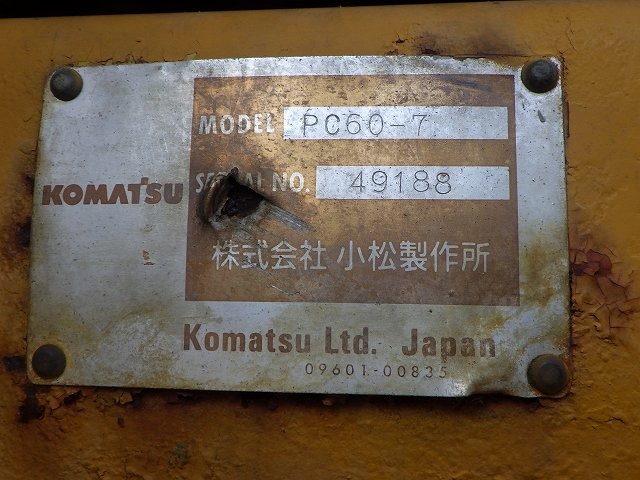 MODEL PC60-7
KOMATSU
SERIAL NO. 49188
株式会社 小松製作所
Komatsu Ltd. Japan
09601-00835